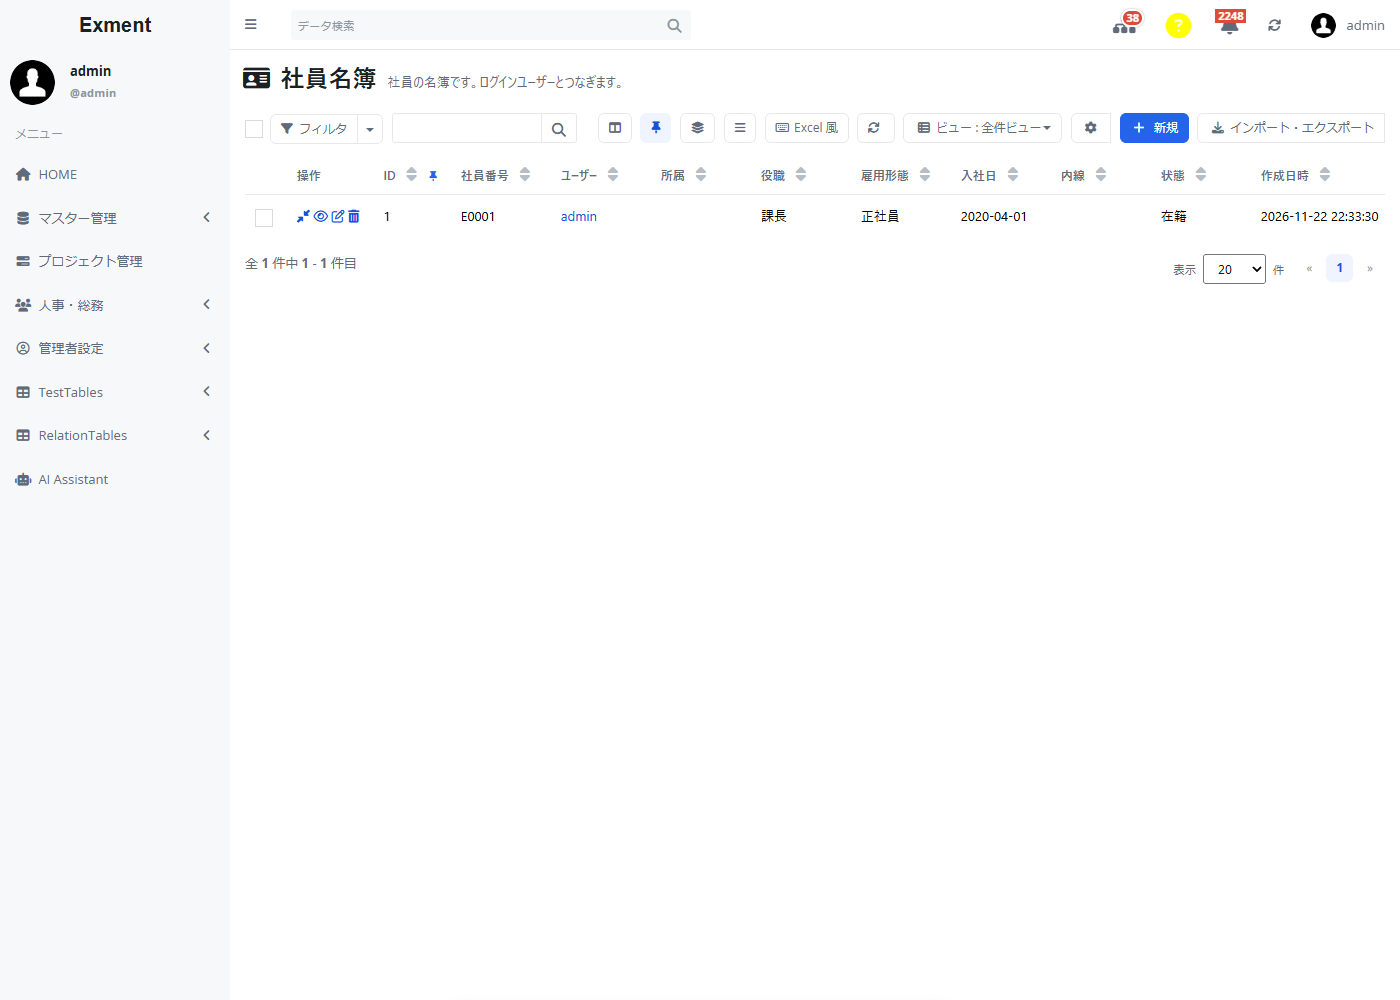 Exment
データ検索
38
?
2248
admin
admin
@admin
メニュー
HOME
マスター管理
プロジェクト管理
人事・総務
管理者設定
TestTables
RelationTables
AI Assistant
社員名簿 社員の名簿です。ログインユーザーとつなぎます。
フィルタ
Excel 風
ビュー : 全件ビュー
新規
インポート・エクスポート
操作 ID 社員番号 ユーザー 所属 役職 雇用形態 入社日 内線 状態 作成日時
1 E0001 admin 課長 正社員 2020-04-01 在籍 2026-11-22 22:33:30
全 1 件中 1 - 1 件目
表示 20 件 « 1 »